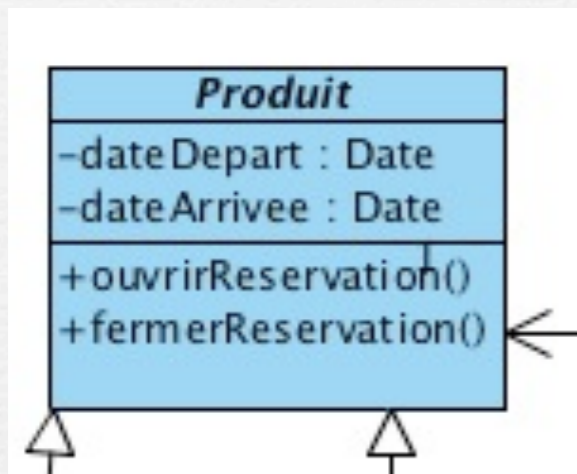 Produit
-dateDepart : Date
-dateArrivee : Date
+ouvrirReservation()
+fermerReservation()